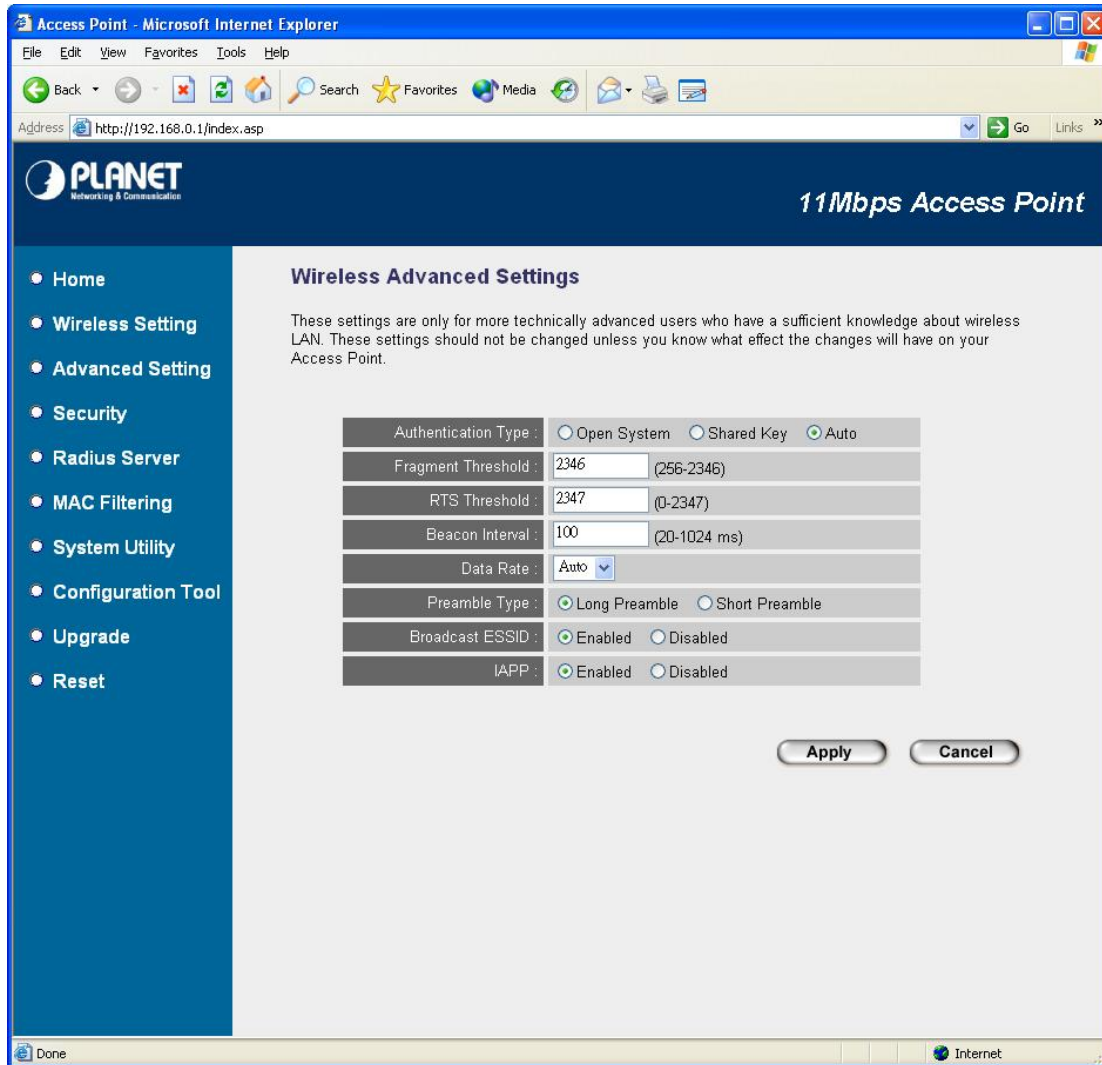 Access Point - Microsoft Internet Explorer
File Edit View Favorites Tools Help
Back Search Favorites Media
Address http://192.168.0.1/index.asp Go Links »
PLANET
Networking & Communication
11Mbps Access Point
Home
Wireless Setting
Advanced Setting
Security
Radius Server
MAC Filtering
System Utility
Configuration Tool
Upgrade
Reset
Wireless Advanced Settings
These settings are only for more technically advanced users who have a sufficient knowledge about wireless
LAN. These settings should not be changed unless you know what effect the changes will have on your
Access Point.
Authentication Type : Open System Shared Key Auto
Fragment Threshold : 2346 (256-2346)
RTS Threshold : 2347 (0-2347)
Beacon Interval : 100 (20-1024 ms)
Data Rate : Auto
Preamble Type : Long Preamble Short Preamble
Broadcast ESSID : Enabled Disabled
IAPP : Enabled Disabled
Apply Cancel
Done Internet